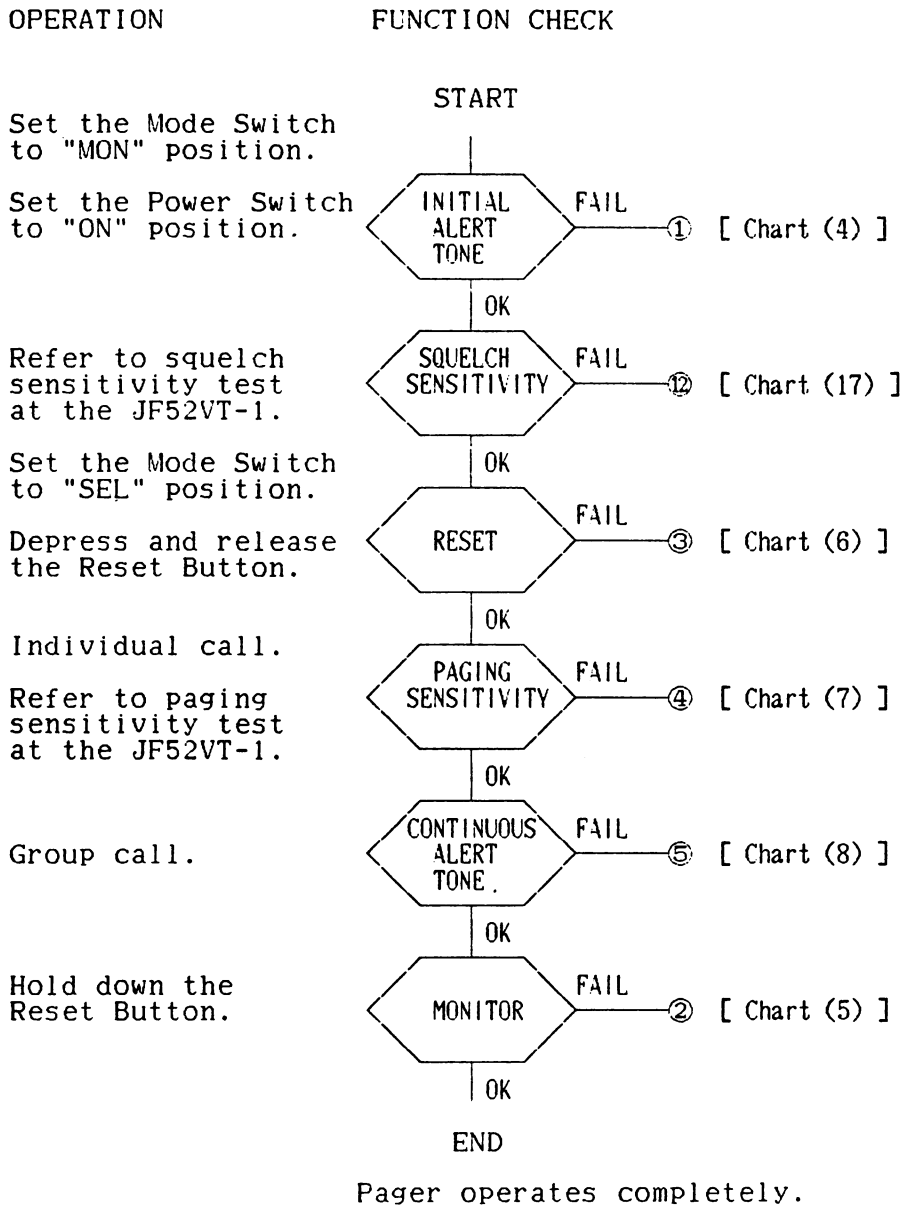 OPERATION FUNCTION CHECK
START
Set the Mode Switch
to "MON" position.
Set the Power Switch
to "ON" position.
INITIAL
ALERT
TONE
FAIL
① [ Chart (4) ]
OK
Refer to squelch
sensitivity test
at the JF52VT-1.
SQUELCH
SENSITIVITY
FAIL
⑫ [ Chart (17) ]
OK
Set the Mode Switch
to "SEL" position.
Depress and release
the Reset Button.
RESET
FAIL
③ [ Chart (6) ]
OK
Individual call.
Refer to paging
sensitivity test
at the JF52VT-1.
PAGING
SENSITIVITY
FAIL
④ [ Chart (7) ]
OK
Group call.
CONTINUOUS
ALERT
TONE.
FAIL
⑤ [ Chart (8) ]
OK
Hold down the
Reset Button.
MONITOR
FAIL
② [ Chart (5) ]
OK
END
Pager operates completely.